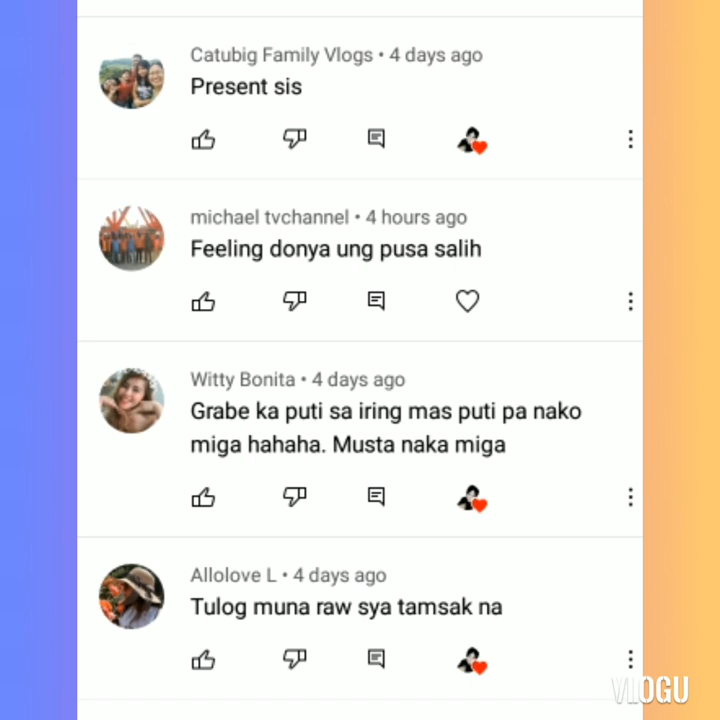 Catubig Family Vlogs • 4 days ago
Present sis
michael tvchannel • 4 hours ago
Feeling donya ung pusa salih
Witty Bonita • 4 days ago
Grabe ka puti sa iring mas puti pa nako
miga hahaha. Musta naka miga
Allolove L • 4 days ago
Tulog muna raw sya tamsak na
VLOGU